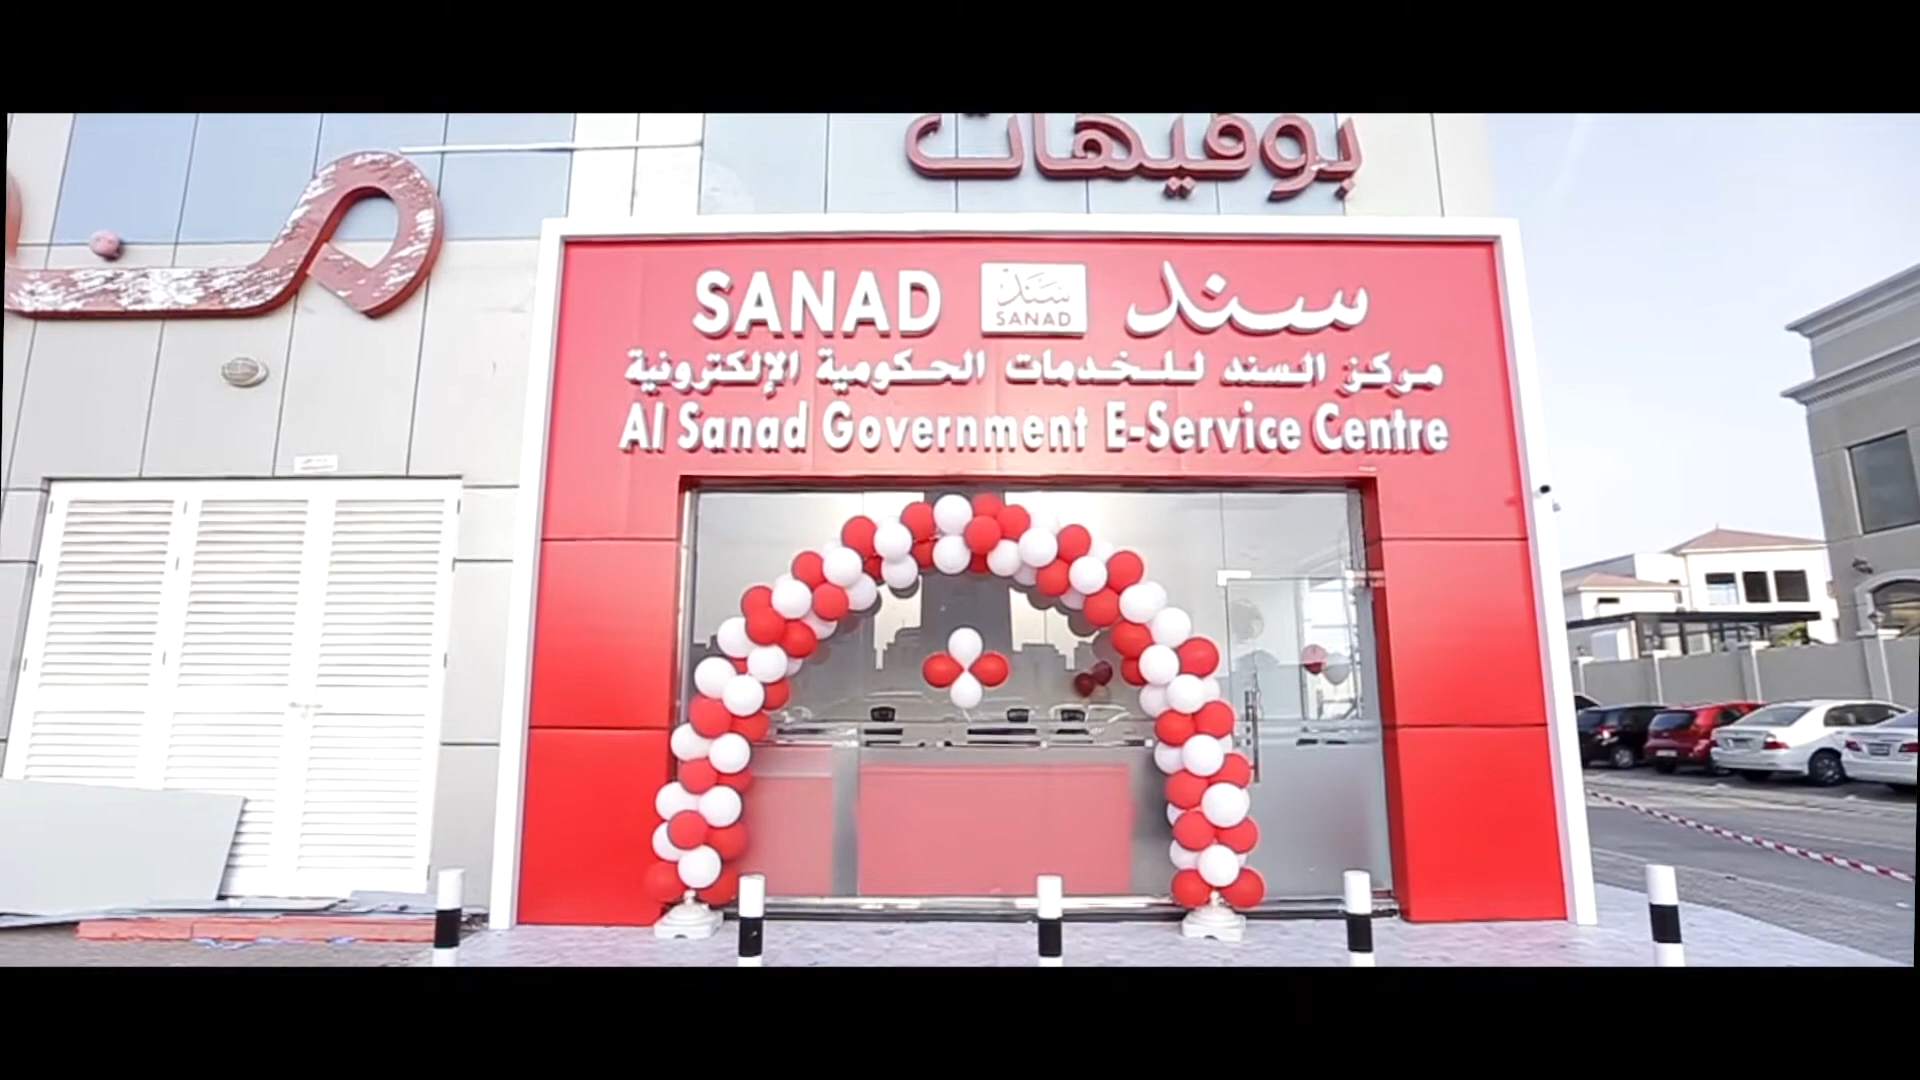 بوفيهات
SANAD سند SANAD سند
مركز السند للخدمات الحكومية الإلكترونية
Al Sanad Government E-Service Centre